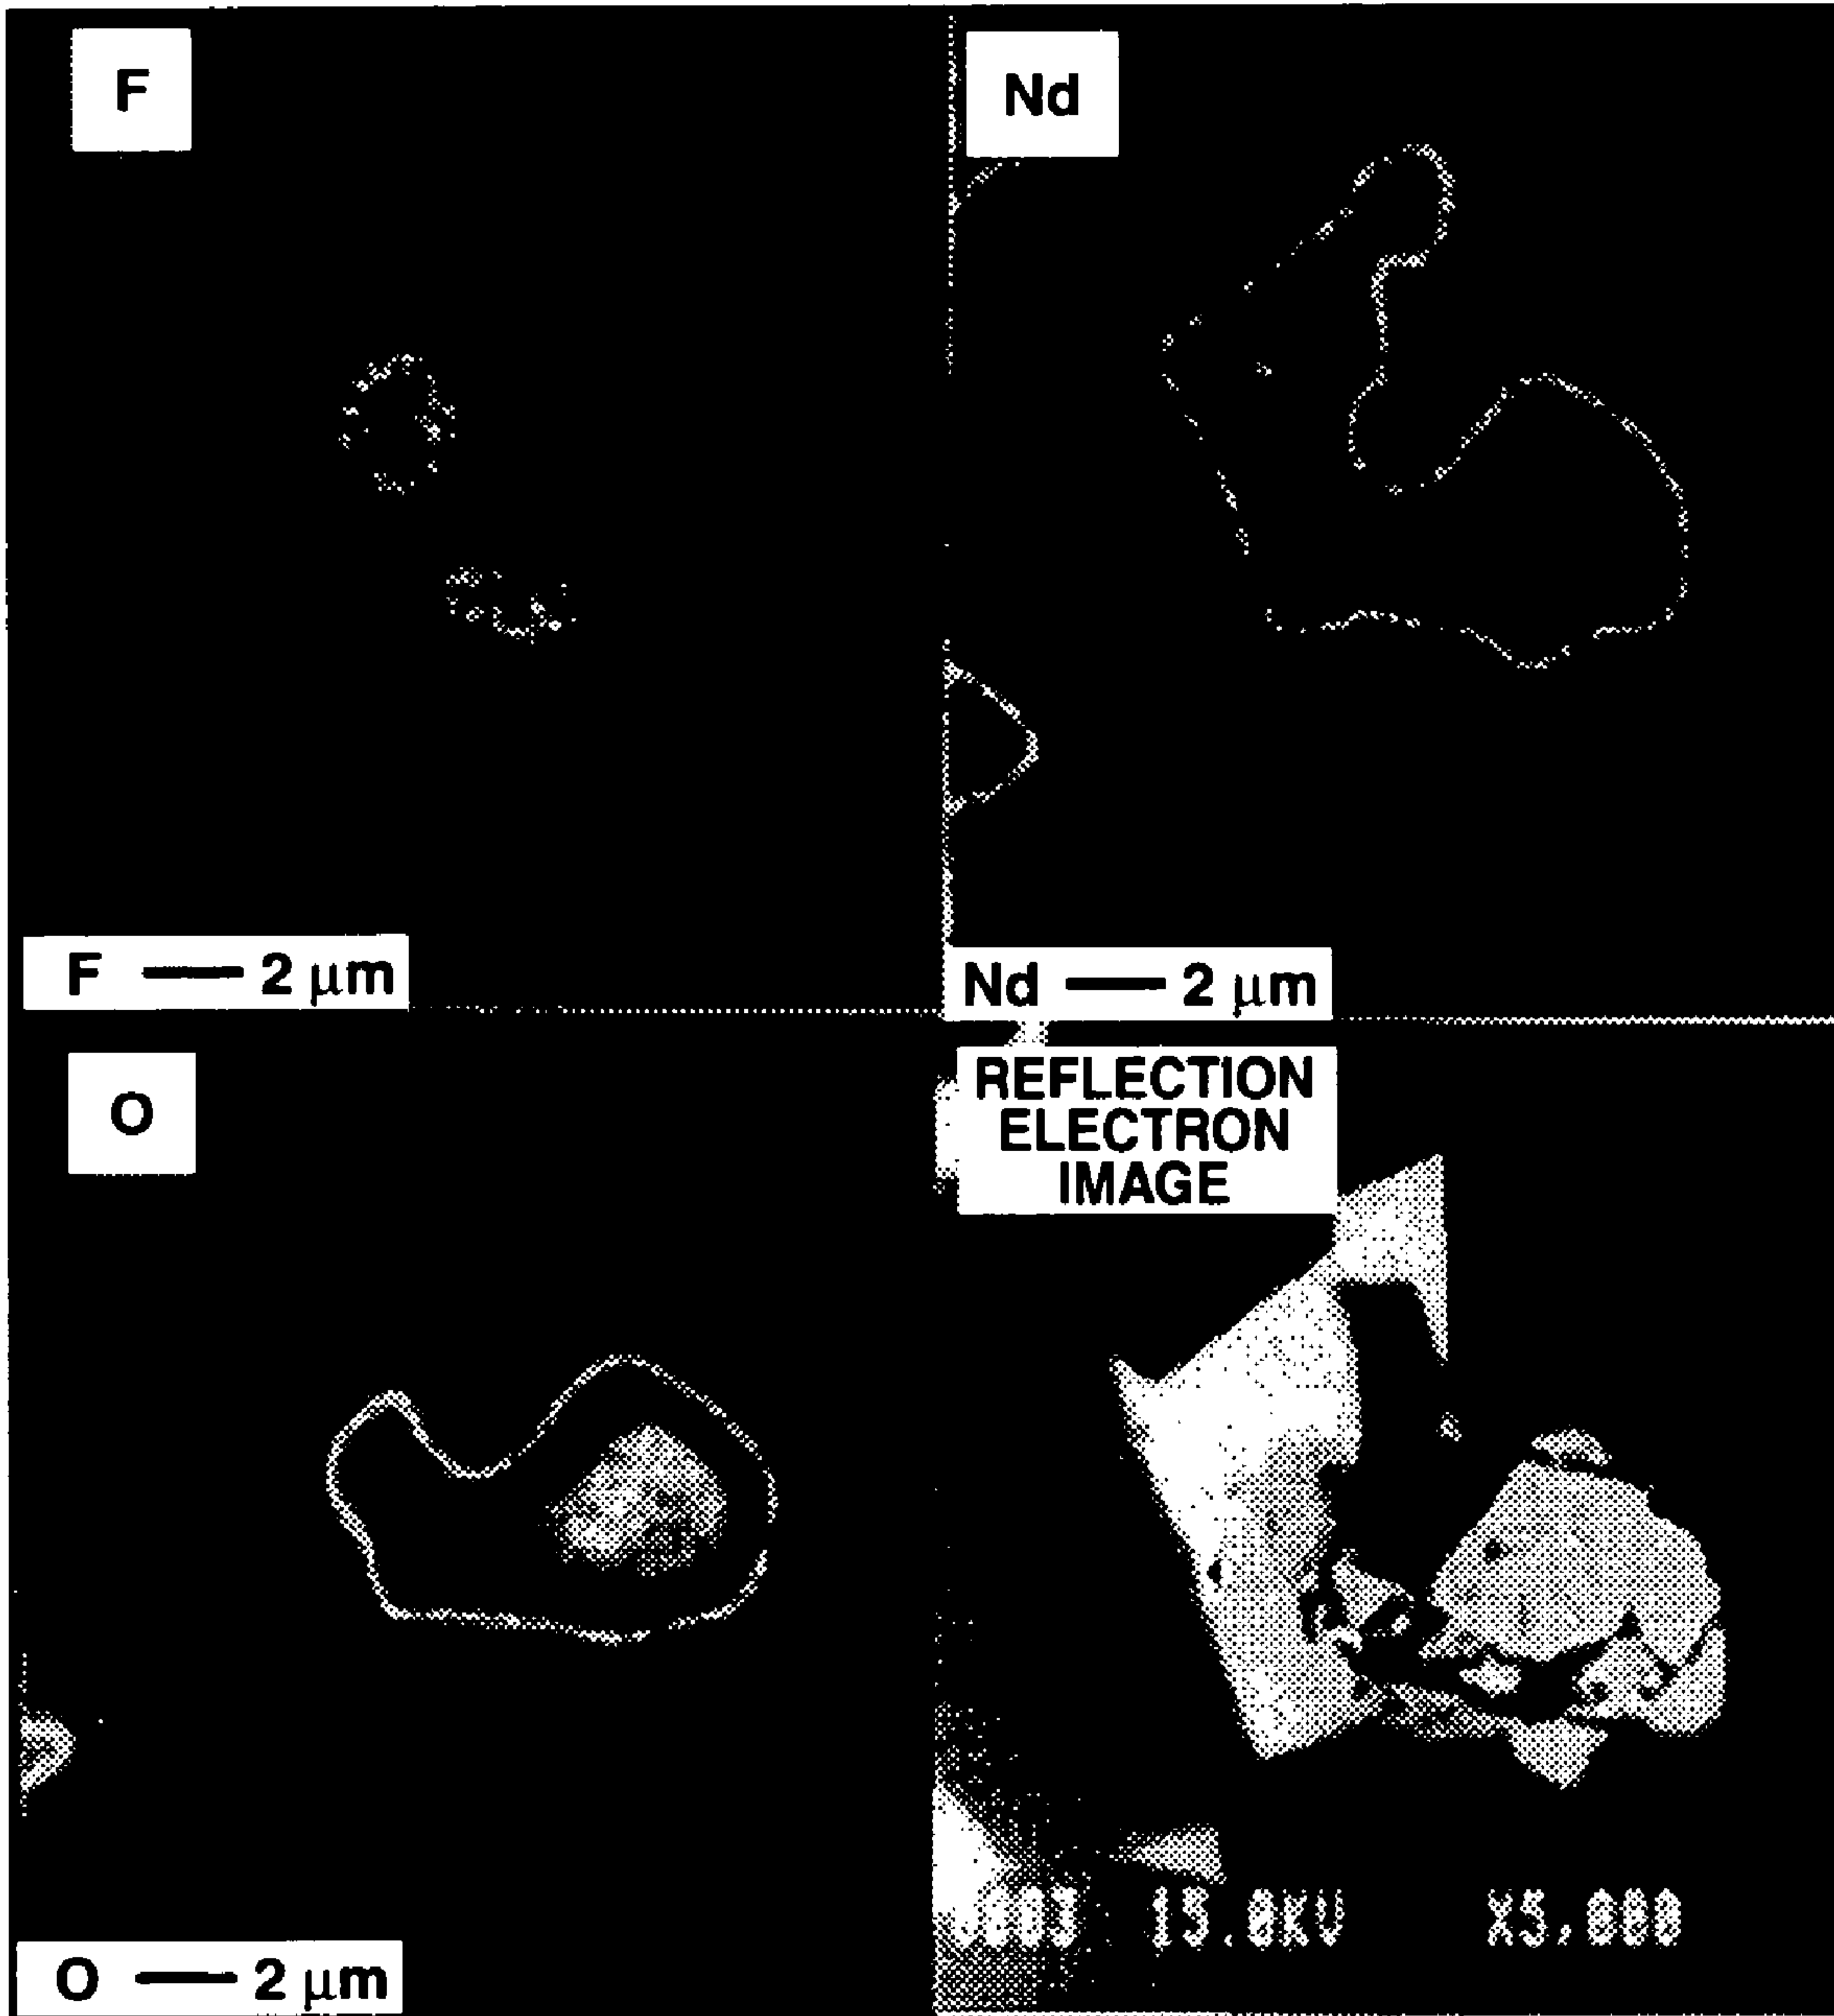 F
Nd
F 2 μm
Nd 2 μm
O
REFLECTION
ELECTRON
IMAGE
15.0KV X5,000
O 2 μm